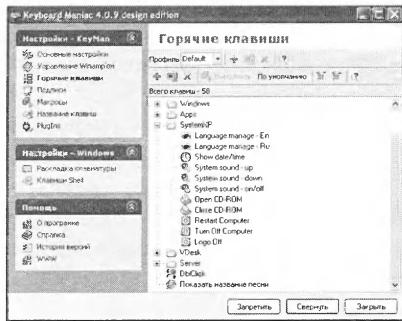 Keyboard Maniac 4.0.9 design edition
Настройки - KeyMan
Основные настройки
Управление Winamp'ом
Горячие клавиши
Подписи
Макросы
Название клавиш
PlugIns
Настройки - Windows
Раскладка клавиатуры
Клавиши Shell
Помощь
О программе
Справка
История версий
WWW
Горячие клавиши
Профиль Default
По умолчанию
Всего клавиш - 58
Windows
Apps
SystemXP
Language manage - En
Language manage - Ru
Show date/time
System sound - up
System sound - down
System sound - on/off
Open CD-ROM
Close CD-ROM
Restart Computer
Turn Off Computer
Logo Off
VDesk
Server
DblClick
Показать название песни
Запретить
Свернуть
Закрыть